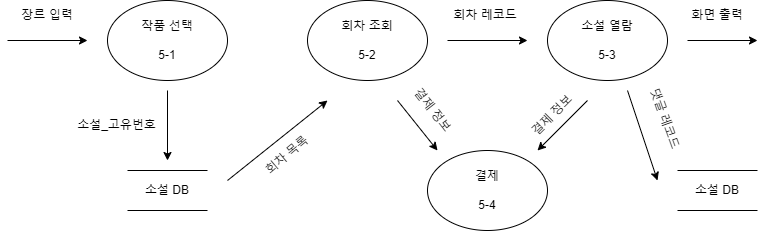 장르 입력
작품 선택
5-1
회차 조회
5-2
회차 레코드
소설 열람
5-3
화면 출력
소설_고유번호
회차 목록
결제 정보
결제 정보
댓글 레코드
소설 DB
결제
5-4
소설 DB